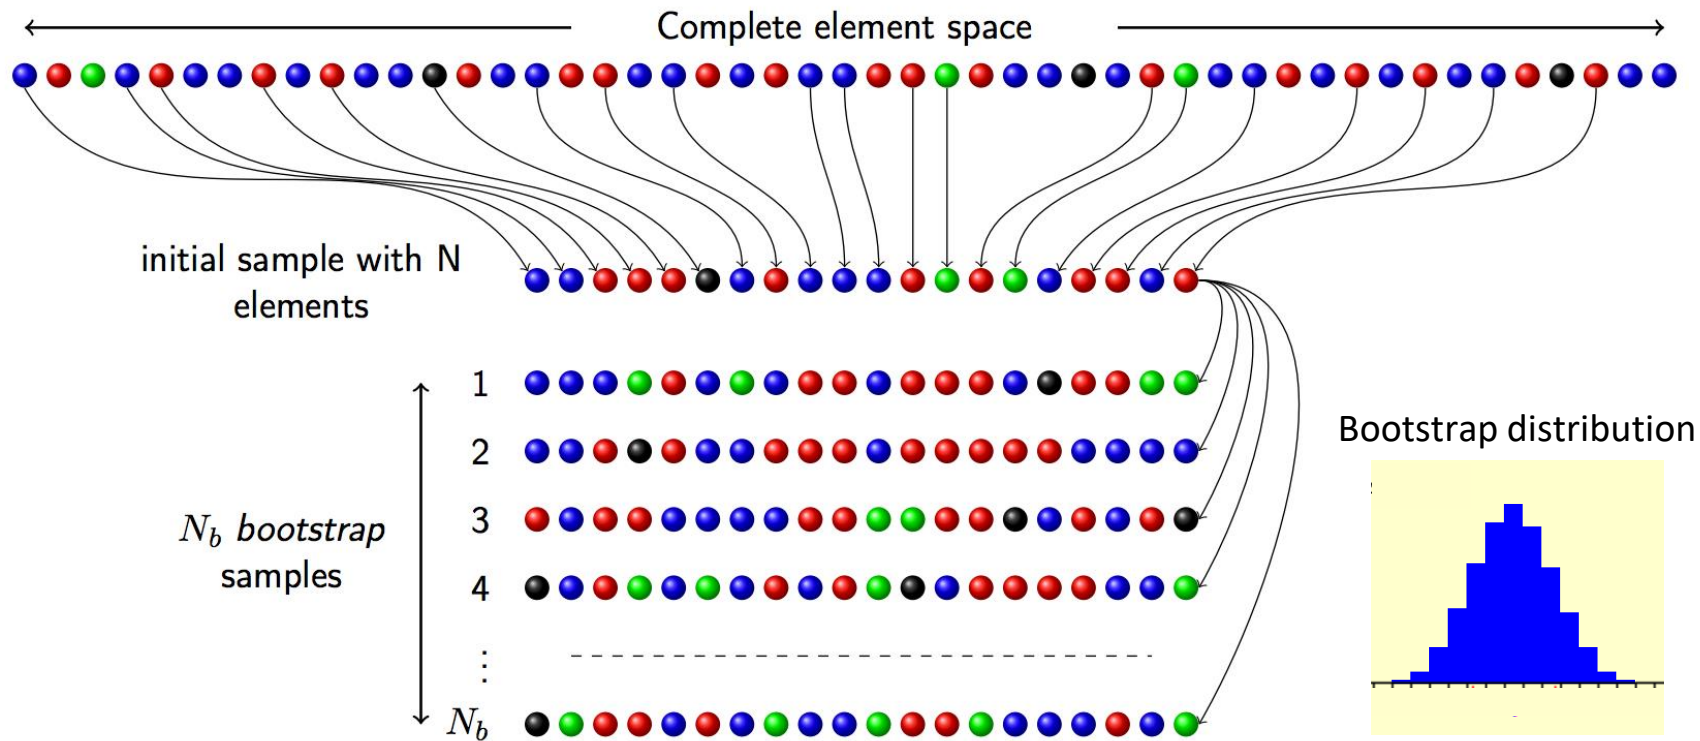 Complete element space
initial sample with N
elements
1
2
3
4
⋮
N_b
N_b bootstrap
samples
Bootstrap distribution